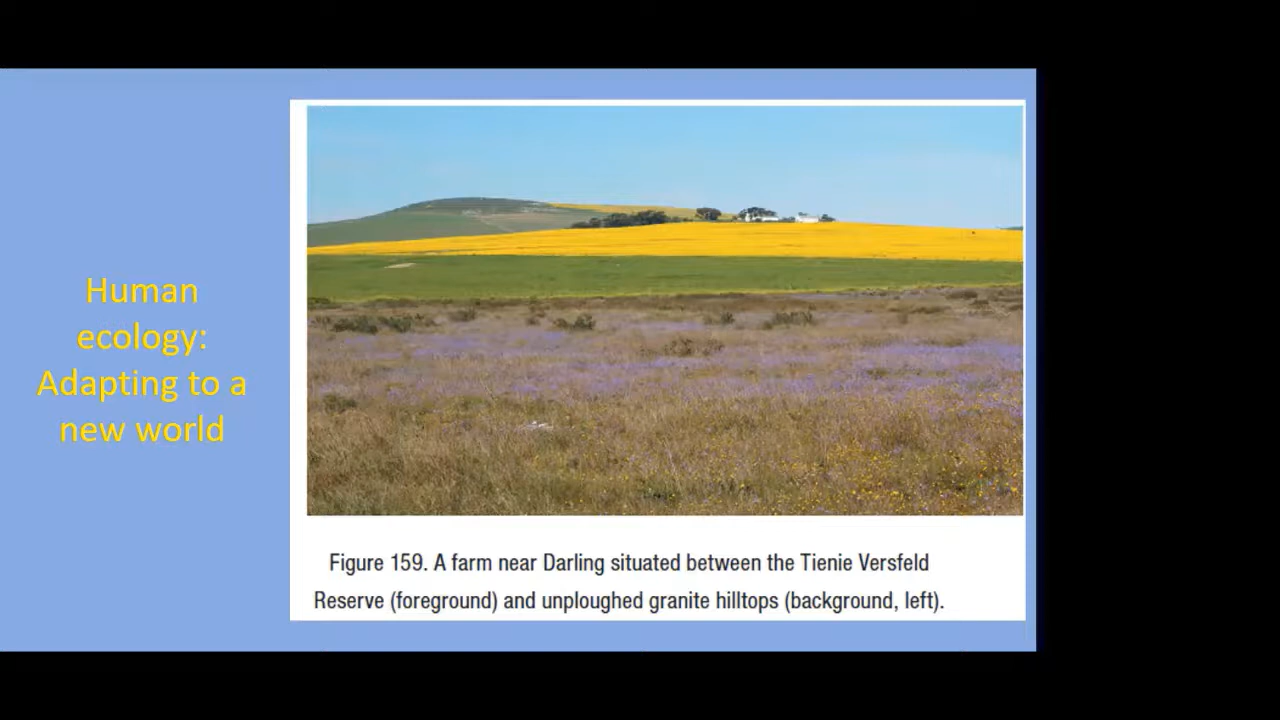 Human
ecology:
Adapting to a
new world
Figure 159. A farm near Darling situated between the Tienie Versfeld
Reserve (foreground) and unploughed granite hilltops (background, left).